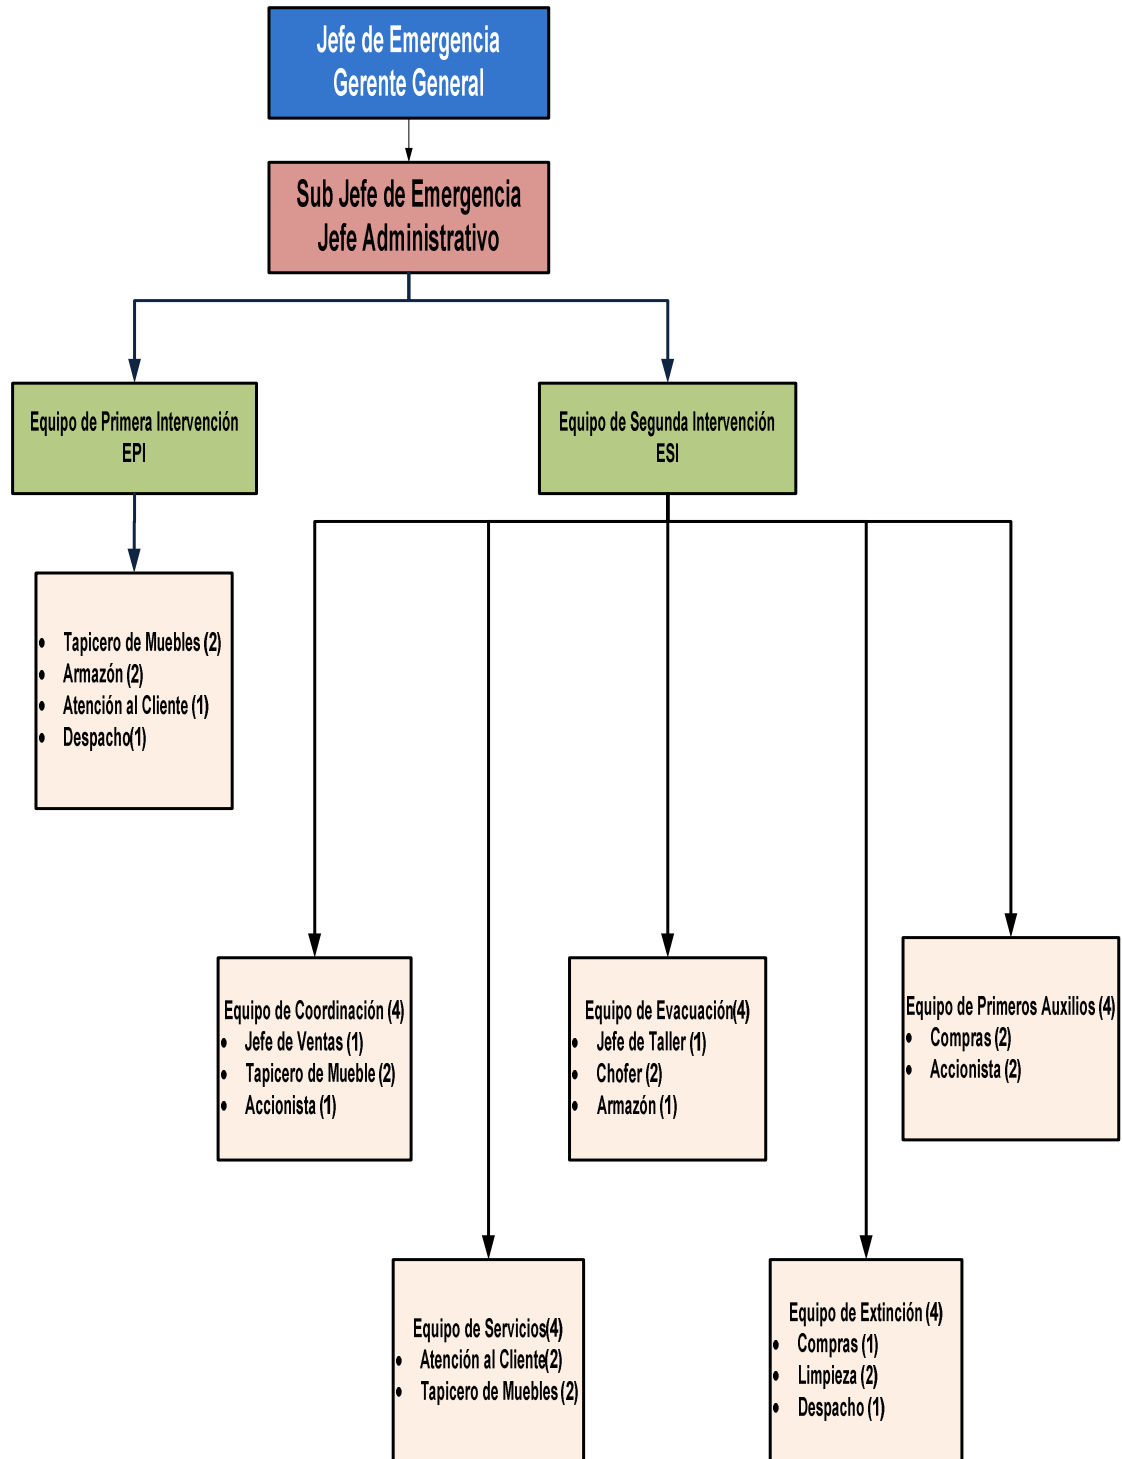 Jefe de Emergencia
Gerente General
Sub Jefe de Emergencia
Jefe Administrativo
Equipo de Primera Intervención
EPI
Equipo de Segunda Intervención
ESI
• Tapicero de Muebles (2)
• Armazón (2)
• Atención al Cliente (1)
• Despacho(1)
Equipo de Coordinación (4)
• Jefe de Ventas (1)
• Tapicero de Mueble (2)
• Accionista (1)
Equipo de Evacuación(4)
• Jefe de Taller (1)
• Chofer (2)
• Armazón (1)
Equipo de Primeros Auxilios (4)
• Compras (2)
• Accionista (2)
Equipo de Servicios(4)
• Atención al Cliente(2)
• Tapicero de Muebles (2)
Equipo de Extinción (4)
• Compras (1)
• Limpieza (2)
• Despacho (1)